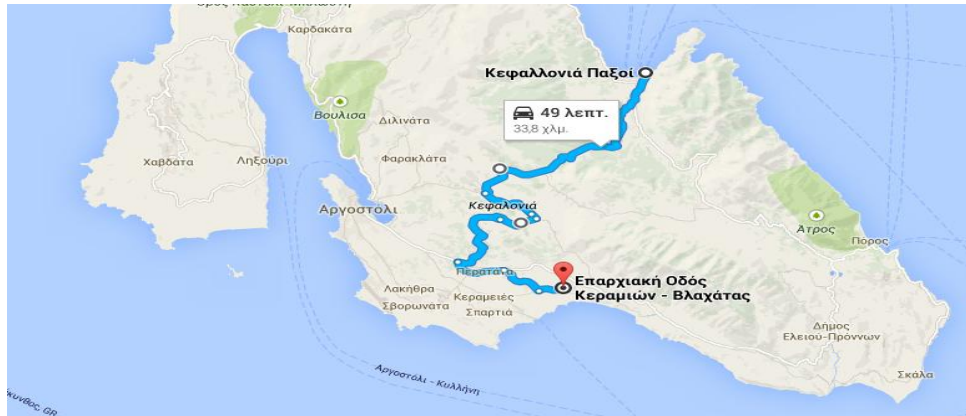 Καρδακάτα
Κεφαλλονιά Παξοί
Βουλισα
49 λεπτ.
33,8 χλμ.
Διλινάτα
Χαβδάτα
Ληξούρι
Φαρακλάτα
Αργοστόλι
Κεφαλονιά
Άτρος
Πόρος
Περατάτα
Επαρχιακή Οδός
Κεραμιών - Βλαχάτας
Λακήθρα
Κεραμειές
Σβορωνάτα
Σπαρτιά
Δήμος
Ελειού-Πρόννων
Αργοστόλι - Κυλλήνη
Σκάλα